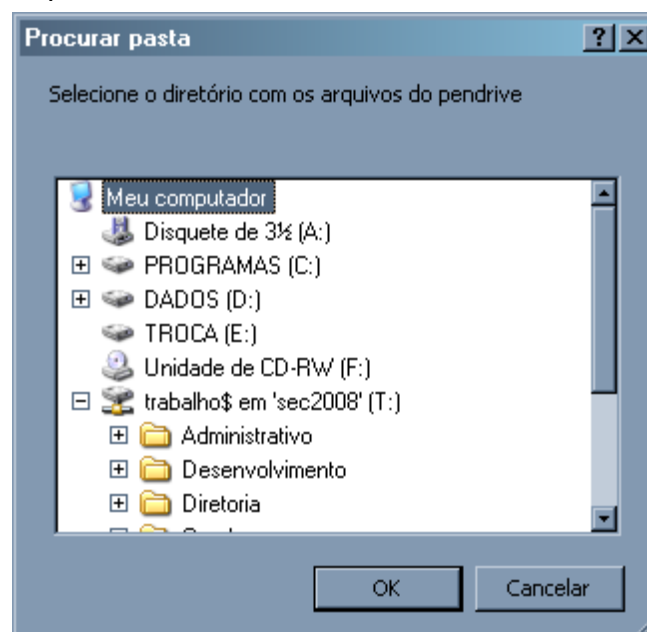 Procurar pasta
Selecione o diretório com os arquivos do pendrive
Meu computador
Disquete de 3½ (A:)
PROGRAMAS (C:)
DADOS (D:)
TROCA (E:)
Unidade de CD-RW (F:)
trabalho$ em 'sec2008' (T:)
Administrativo
Desenvolvimento
Diretoria
OK Cancelar